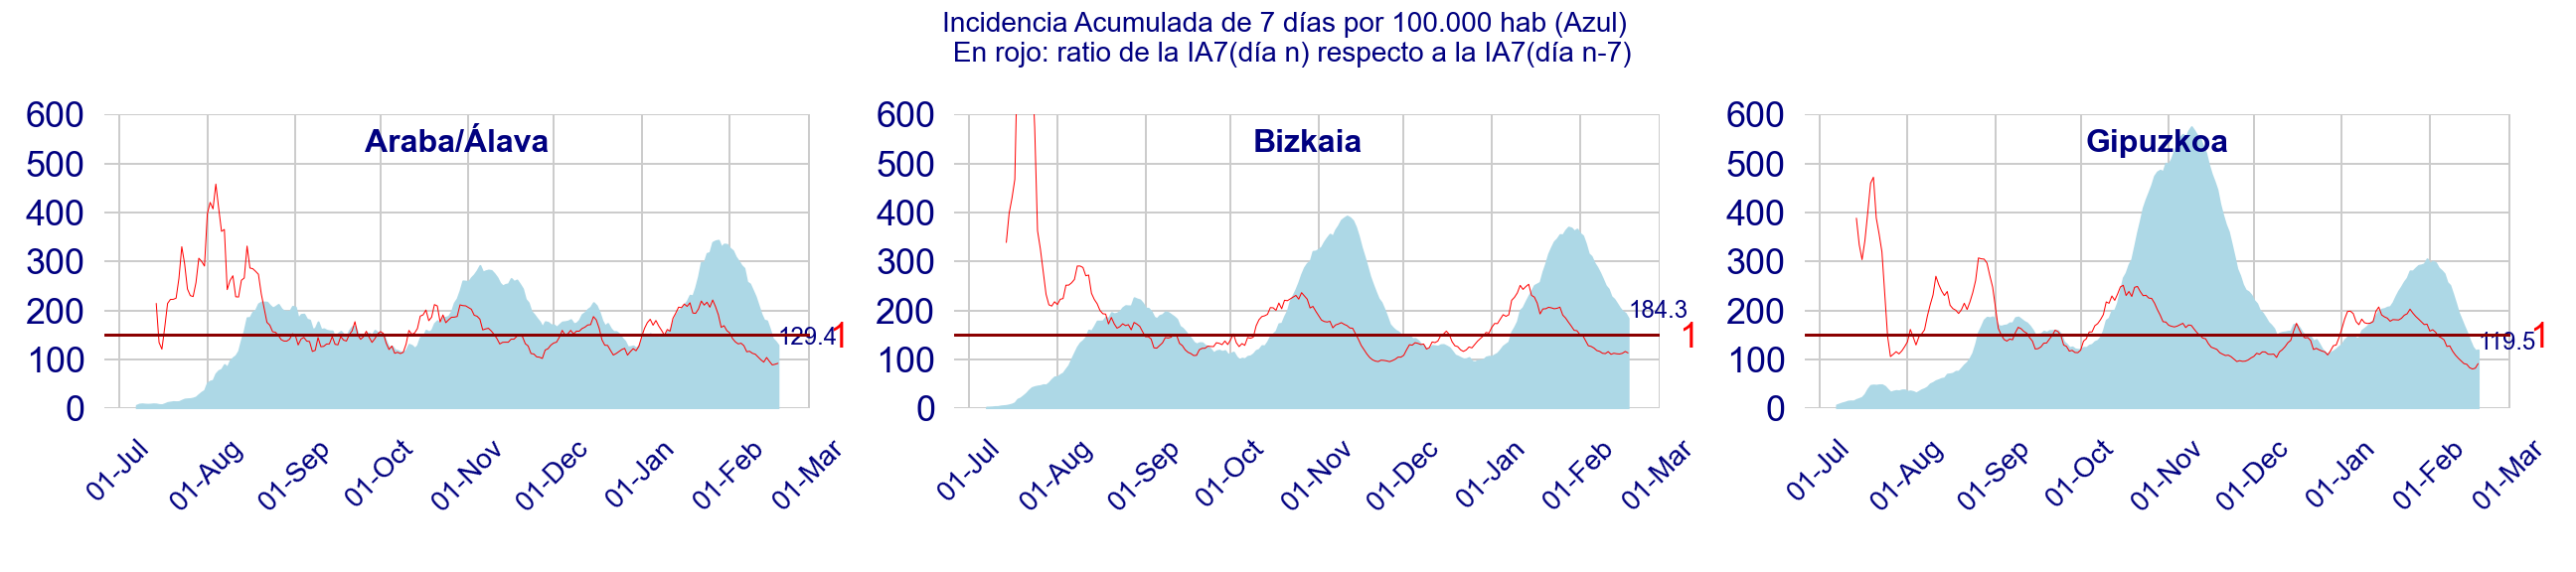 Incidencia Acumulada de 7 días por 100.000 hab (Azul)
En rojo: ratio de la IA7(día n) respecto a la IA7(día n-7)
Araba/Álava
600
500
400
300
200
100
0
129.4
1
01-Jul
01-Aug
01-Sep
01-Oct
01-Nov
01-Dec
01-Jan
01-Feb
01-Mar
Bizkaia
600
500
400
300
200
100
0
184.3
1
01-Jul
01-Aug
01-Sep
01-Oct
01-Nov
01-Dec
01-Jan
01-Feb
01-Mar
Gipuzkoa
600
500
400
300
200
100
0
119.5
1
01-Jul
01-Aug
01-Sep
01-Oct
01-Nov
01-Dec
01-Jan
01-Feb
01-Mar